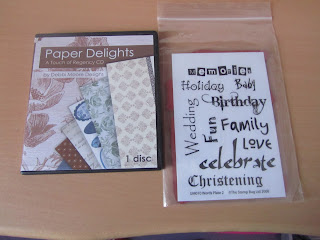 Paper Delights
A Touch of Regency CD
by Debbi Moore Designs
1 disc
Memories
Holiday
Baby
Birthday
Wedding
Fun
Family
Love
celebrate
Christening